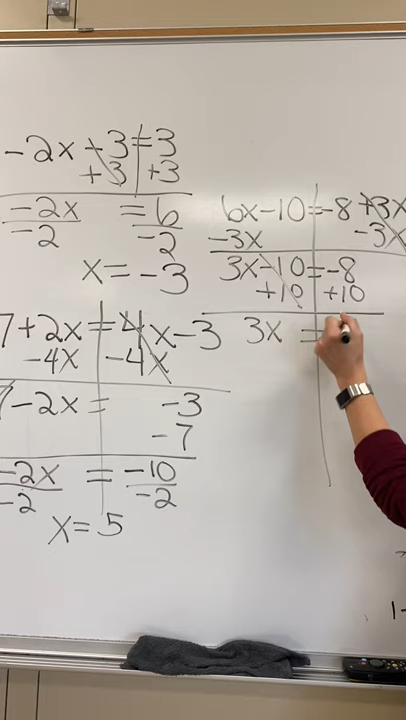 -2x-3=3
+3 +3
-2x =6
-2 -2
x=-3
7+2x=4x-3
-4x -4x
7-2x= -3
-7
-2x = -10
-2 -2
x=5
6x-10=-8+3x
-3x -3x
3x-10=-8
+10 +10
3x =